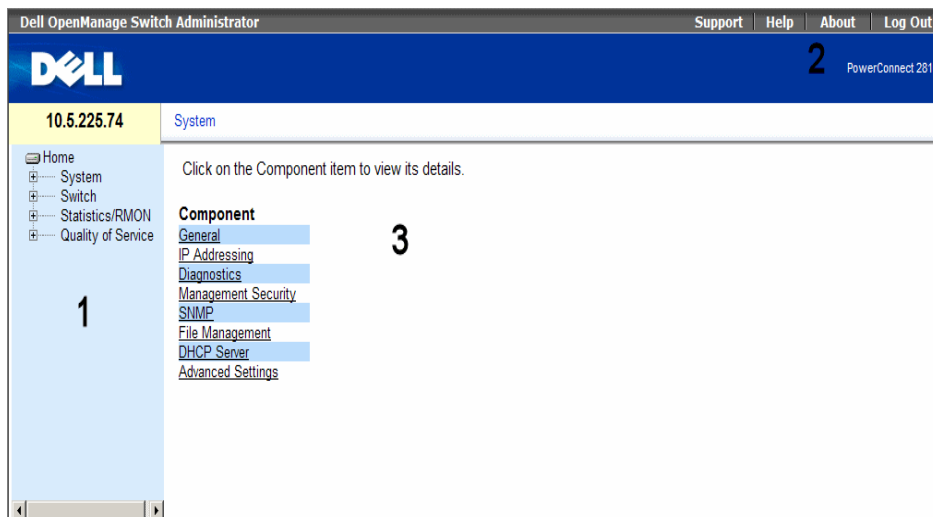 Dell OpenManage Switch Administrator Support Help About Log Out
DELL 2 PowerConnect 281
10.5.225.74 System
Home
System
Switch
Statistics/RMON
Quality of Service
1
Click on the Component item to view its details.
Component
General
IP Addressing
Diagnostics
Management Security
SNMP
File Management
DHCP Server
Advanced Settings
3